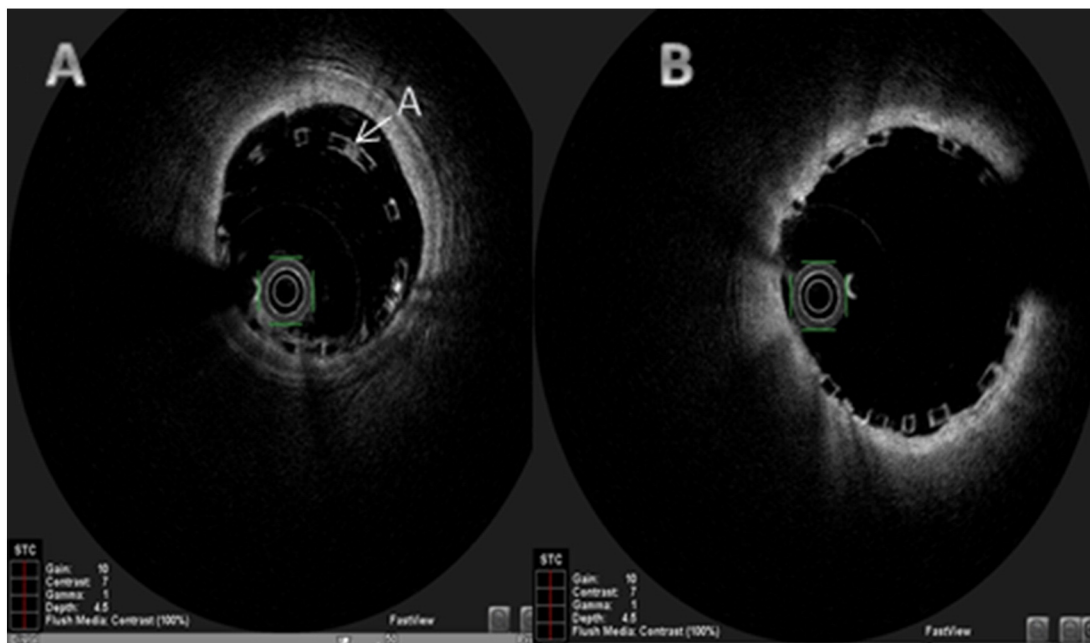 A
A
STC
Gain: 10
Contrast: 7
Gamma: 1
Depth: 4.5
Flush Media: Contrast (100%)
FastView
B
STC
Gain: 10
Contrast: 7
Gamma: 1
Depth: 4.5
Flush Media: Contrast (100%)
FastView